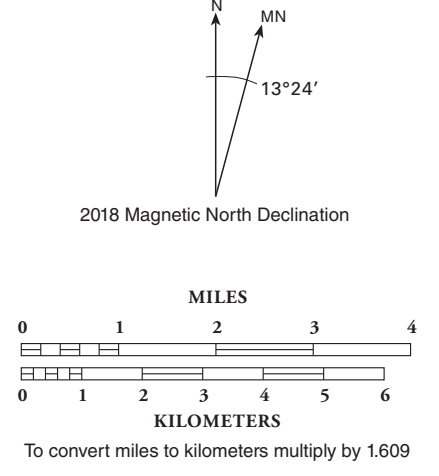 N
MN
13°24′
2018 Magnetic North Declination
MILES
0 1 2 3 4
0 1 2 3 4 5 6
KILOMETERS
To convert miles to kilometers multiply by 1.609